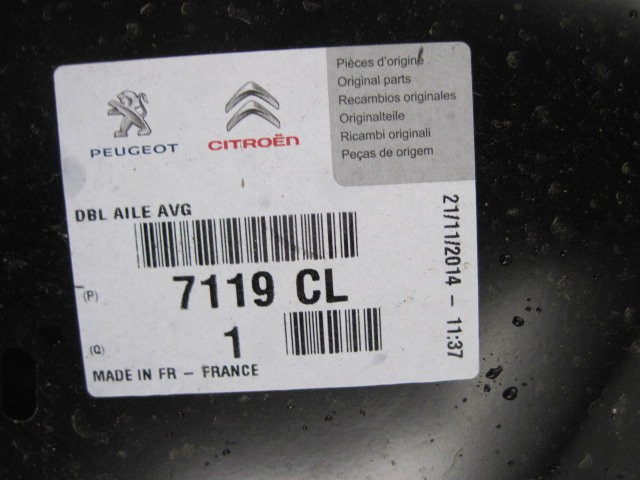 PEUGEOT
CITROËN
Pièces d'origine
Original parts
Recambios originales
Originalteile
Ricambi originali
Peças de origem
DBL AILE AVG
21/11/2014 - 11:37
(P) 7119 CL
(Q) 1
MADE IN FR - FRANCE